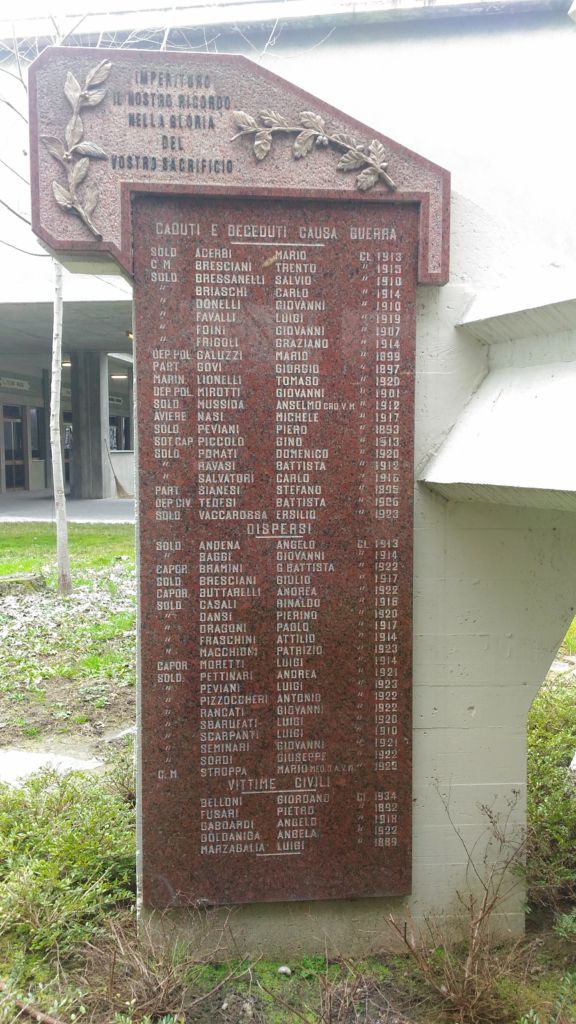 IMPERITURO
IL NOSTRO RICORDO
NELLA GLORIA
DEL
VOSTRO SACRIFICIO
CADUTI E DECEDUTI CAUSA GUERRA
SOLD. ACERBI MARIO CL. 1913
C. M. BRESCIANI TRENTO " 1915
SOLD. BRESSANELLI SALVIO " 1910
" BRIASCHI CARLO " 1914
" DONELLI GIOVANNI " 1910
" FAVALLI LUIGI " 1919
" FOINI GIOVANNI " 1907
" FRIGOLI GRAZIANO " 1914
DEP. POL. GALUZZI MARIO " 1899
PART. GOVI GIORGIO " 1897
MARIN. LIONELLI TOMASO " 1920
DEP. POL. MIROTTI GIOVANNI " 1901
SOLD. MUSSIDA ANSELMO CRO. V. M. " 1912
AVIERE NASI MICHELE " 1917
SOLD. PEVIANI PIERO " 1893
SOT. CAP. PICCOLO GINO " 1913
SOLD. POMATI DOMENICO " 1920
" RAVASI BATTISTA " 1912
" SALVATORI CARLO " 1916
PART. SIANESI STEFANO " 1895
DEP. CIV. TEDESI BATTISTA " 1926
SOLD. VACCAROSSA ERSILIO " 1923
DISPERSI
SOLD. ANDENA ANGELO CL. 1913
" BAGGI GIOVANNI " 1914
CAPOR. BRAMINI G. BATTISTA " 1922
SOLD. BRESCIANI GIULIO " 1917
CAPOR. BUTTARELLI ANDREA " 1922
SOLD. CASALI RINALDO " 1916
" DANSI PIERINO " 1920
" DRAGONI PAOLO " 1917
" FRASCHINI ATTILIO " 1914
" MACCHIONI PATRIZIO " 1923
CAPOR. MORETTI LUIGI " 1914
SOLD. PETTINARI ANDREA " 1921
" PEVIANI LUIGI " 1923
" PIZZOCCHERI ANTONIO " 1922
" RANCATI GIOVANNI " 1922
" SBARUFATI LUIGI " 1920
" SCARPANTI LUIGI " 1910
" SEMINARI GIOVANNI " 1921
" SORDI GIUSEPPE " 1922
C. M. STROPPA MARIO MED. D'A. V. M. " 1922
VITTIME CIVILI
BELLONI GIORDANO CL. 1934
FUSARI PIETRO " 1892
GABOARDI ANGELO " 1918
GOLDANIGA ANGELA " 1922
MARZAGALIA LUIGI " 1889